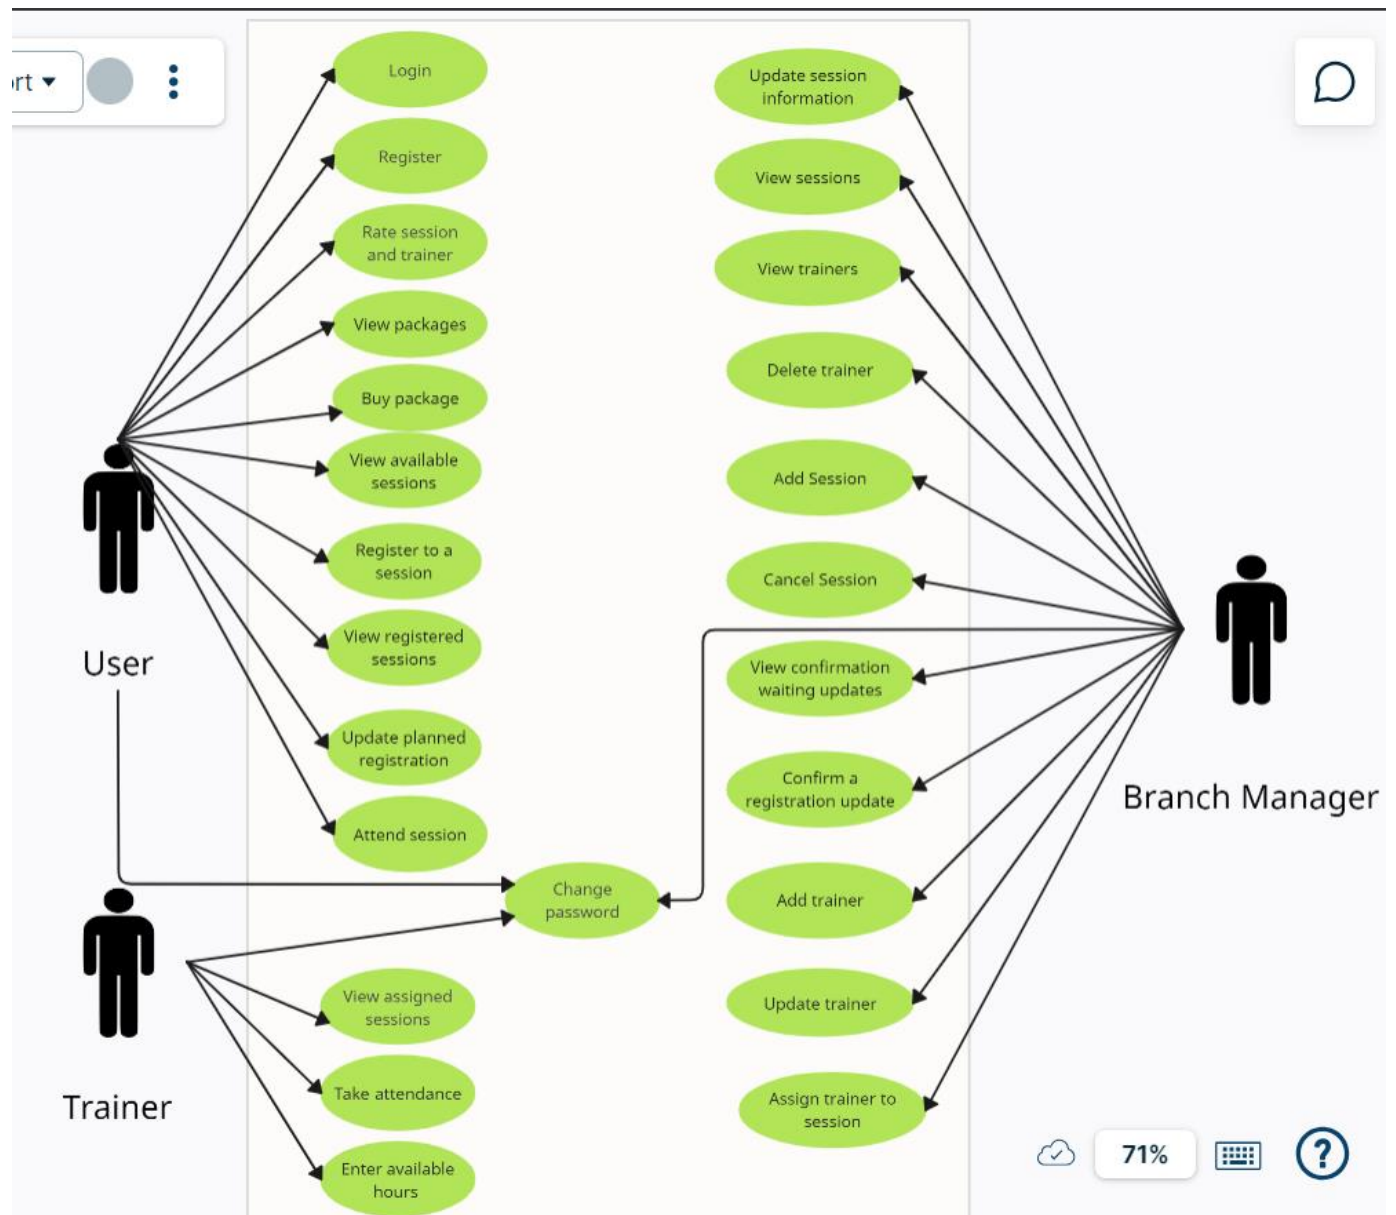 rt
Login
Register
Rate session
and trainer
View packages
Buy package
View available
sessions
Register to a
session
View registered
sessions
Update planned
registration
Attend session
User
Change
password
Trainer
View assigned
sessions
Take attendance
Enter available
hours
Update session
information
View sessions
View trainers
Delete trainer
Add Session
Cancel Session
View confirmation
waiting updates
Confirm a
registration update
Add trainer
Update trainer
Assign trainer to
session
Branch Manager
71%
?